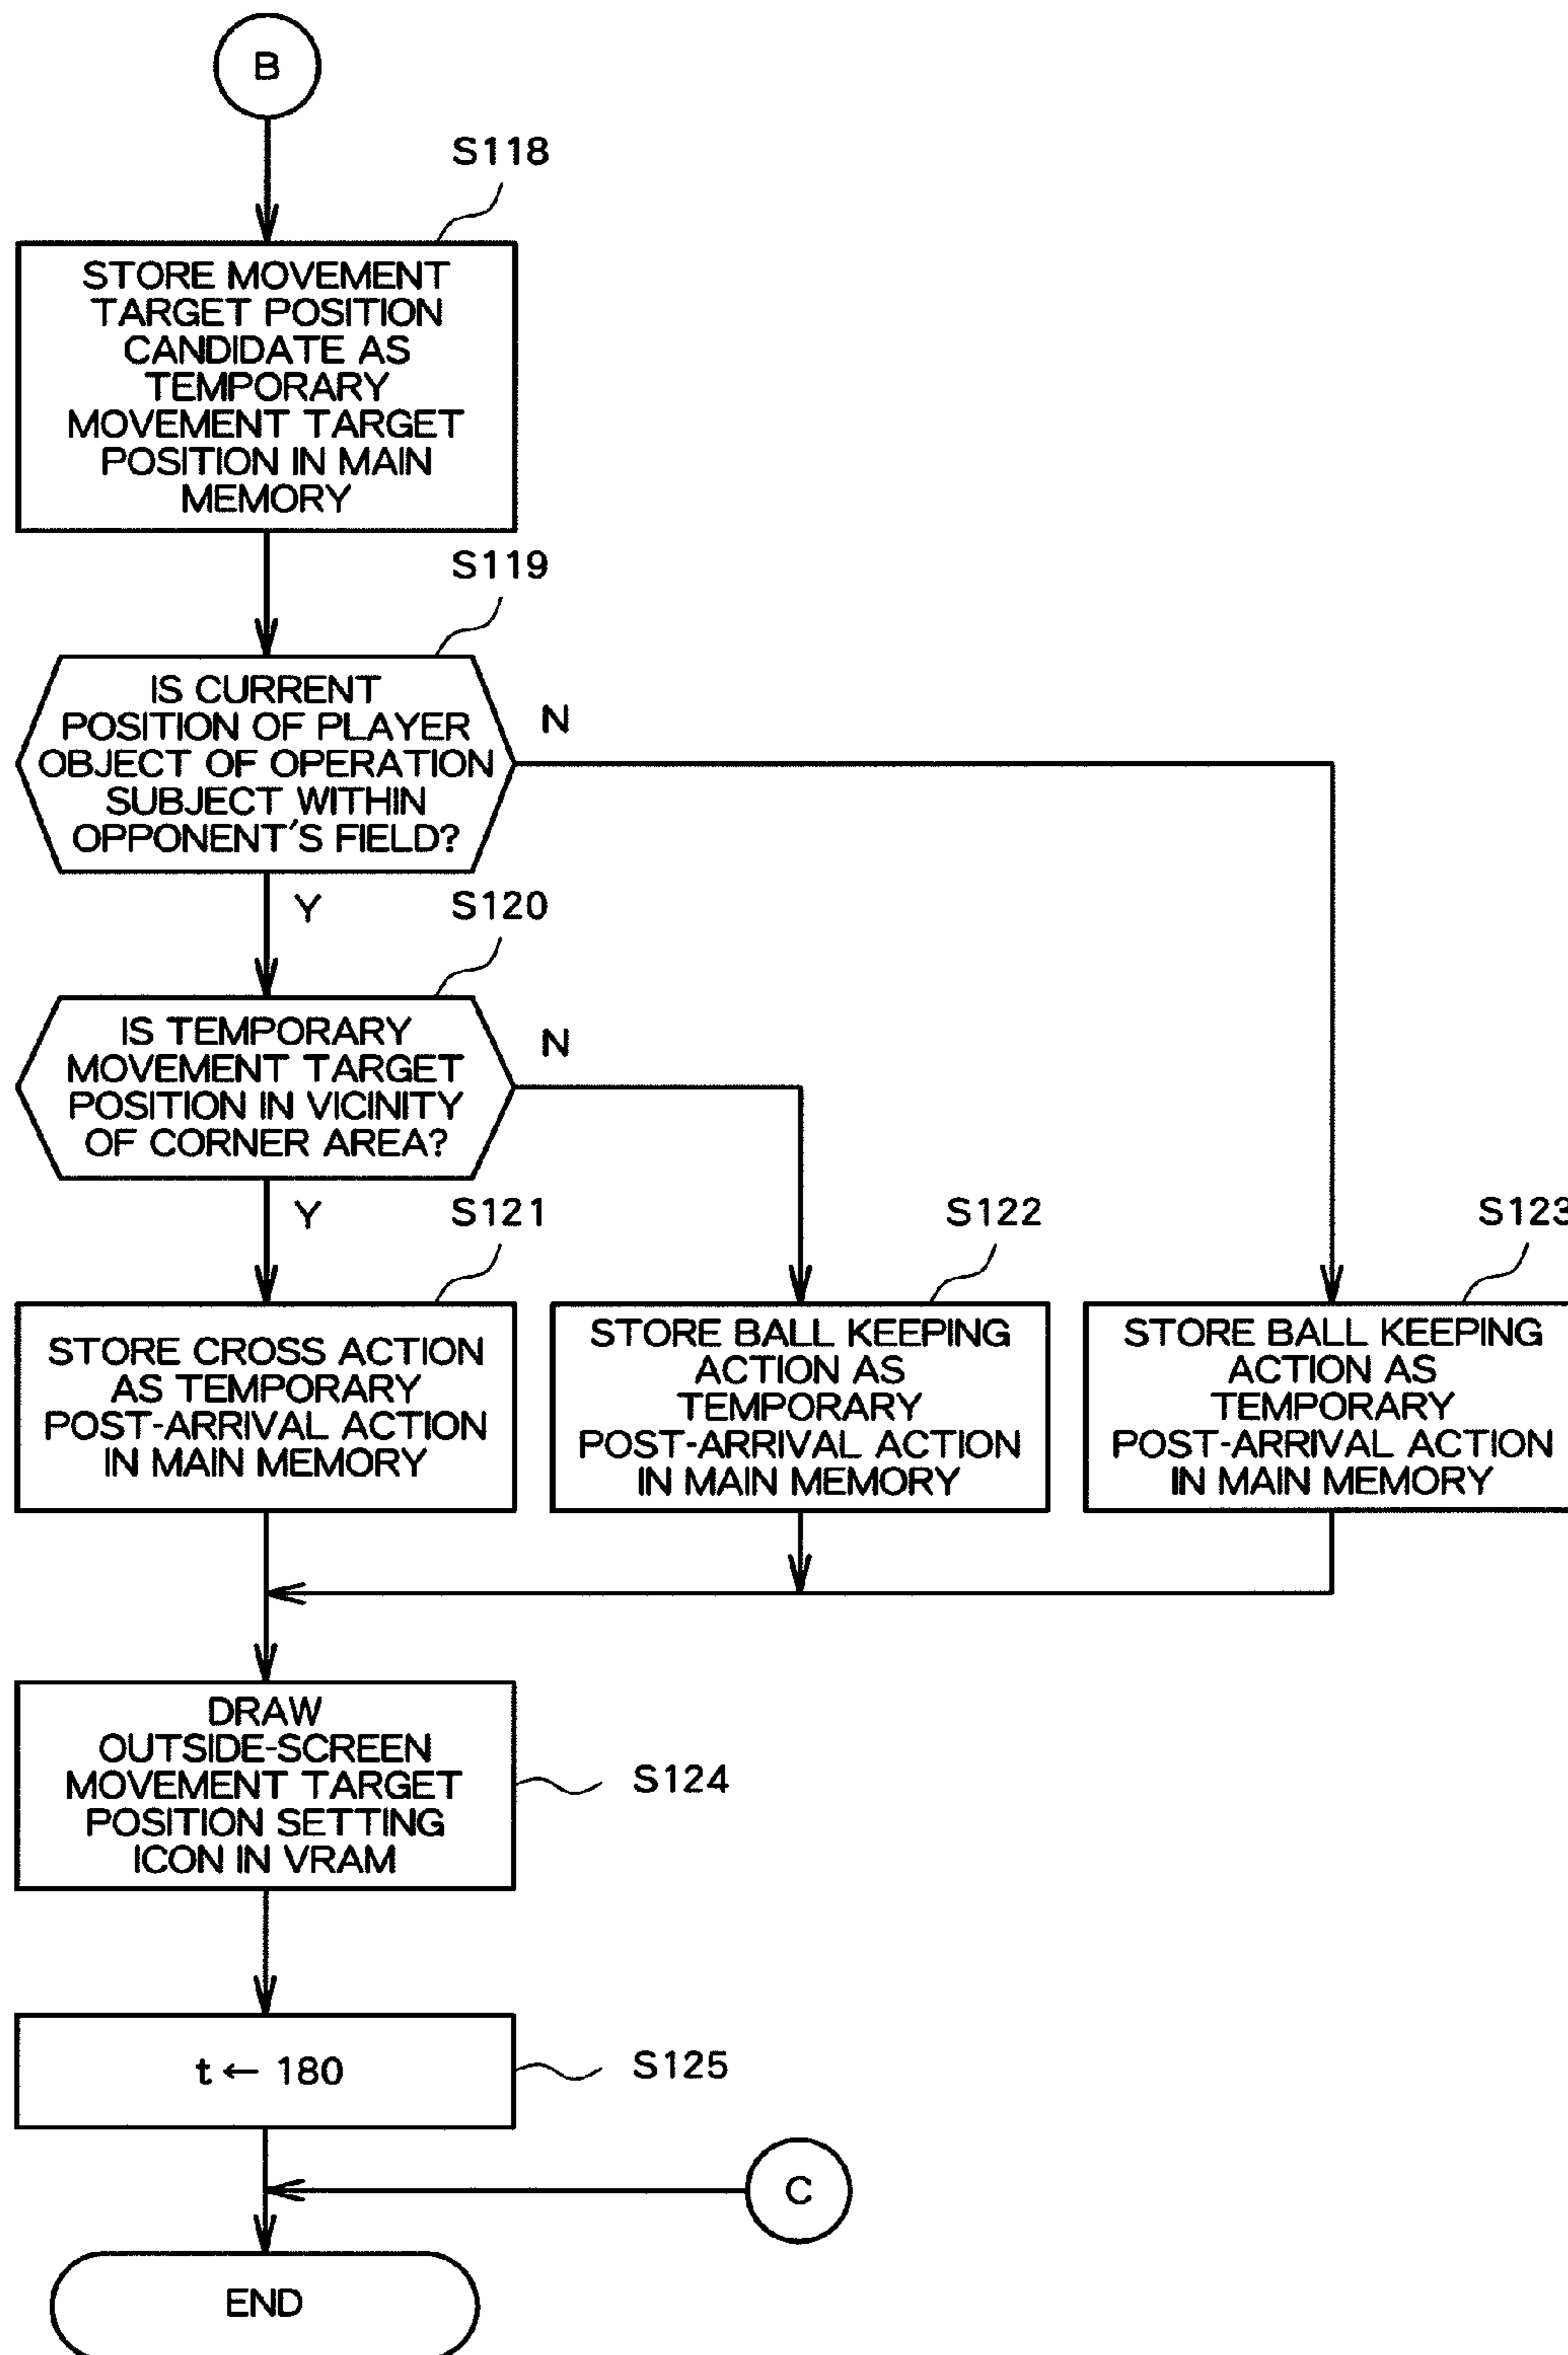 B
S118
STORE MOVEMENT
TARGET POSITION
CANDIDATE AS
TEMPORARY
MOVEMENT TARGET
POSITION IN MAIN
MEMORY
S119
IS CURRENT
POSITION OF PLAYER
OBJECT OF OPERATION
SUBJECT WITHIN
OPPONENT'S FIELD?
N
Y
S120
IS TEMPORARY
MOVEMENT TARGET
POSITION IN VICINITY
OF CORNER AREA?
N
Y
S121
STORE CROSS ACTION
AS TEMPORARY
POST-ARRIVAL ACTION
IN MAIN MEMORY
S122
STORE BALL KEEPING
ACTION AS
TEMPORARY
POST-ARRIVAL ACTION
IN MAIN MEMORY
S123
STORE BALL KEEPING
ACTION AS
TEMPORARY
POST-ARRIVAL ACTION
IN MAIN MEMORY
DRAW
OUTSIDE-SCREEN
MOVEMENT TARGET
POSITION SETTING
ICON IN VRAM
S124
t ← 180
S125
C
END